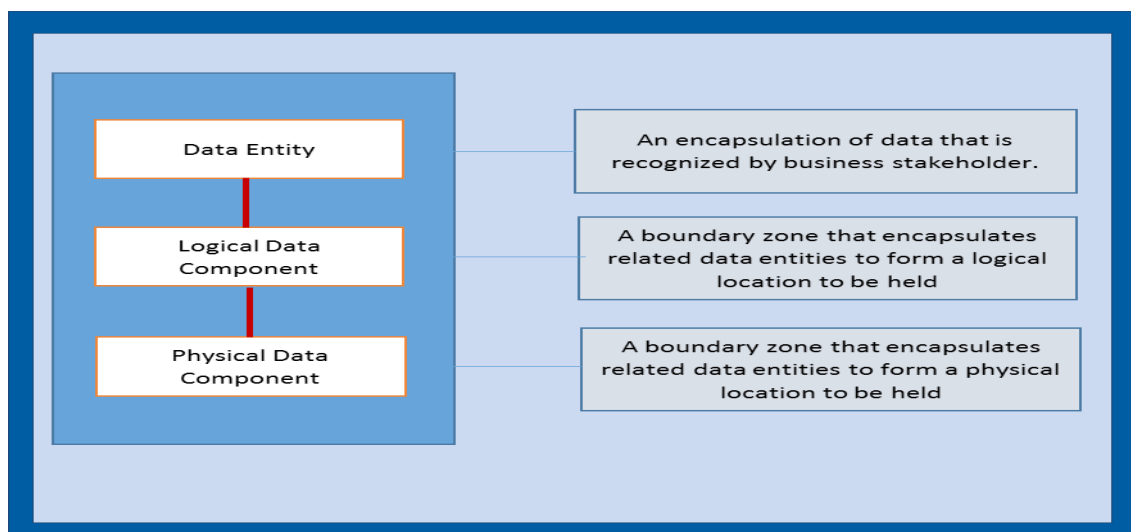 Data Entity
An encapsulation of data that is
recognized by business stakeholder.
Logical Data
Component
A boundary zone that encapsulates
related data entities to form a logical
location to be held
Physical Data
Component
A boundary zone that encapsulates
related data entities to form a physical
location to be held